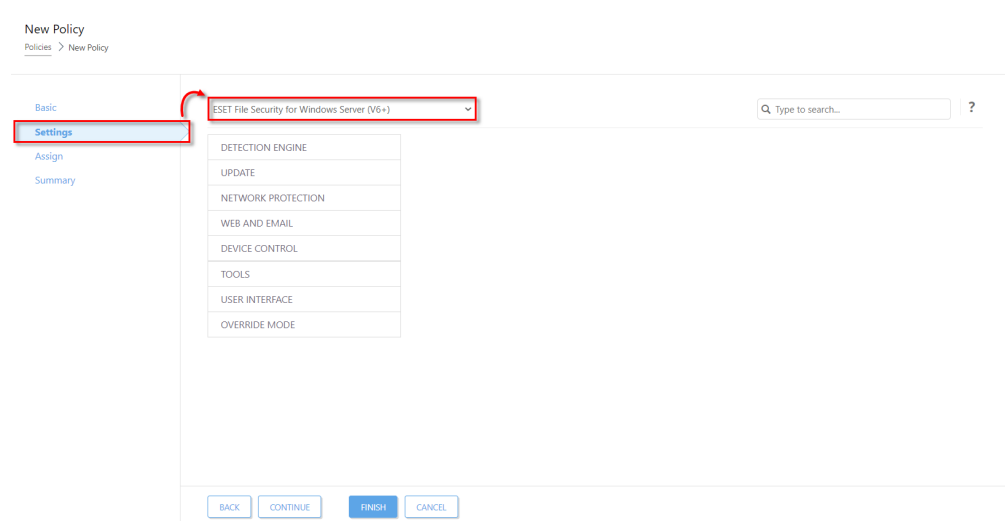 New Policy
Policies > New Policy
Basic
Settings
Assign
Summary
ESET File Security for Windows Server (V6+)
Type to search...
?
DETECTION ENGINE
UPDATE
NETWORK PROTECTION
WEB AND EMAIL
DEVICE CONTROL
TOOLS
USER INTERFACE
OVERRIDE MODE
BACK CONTINUE FINISH CANCEL